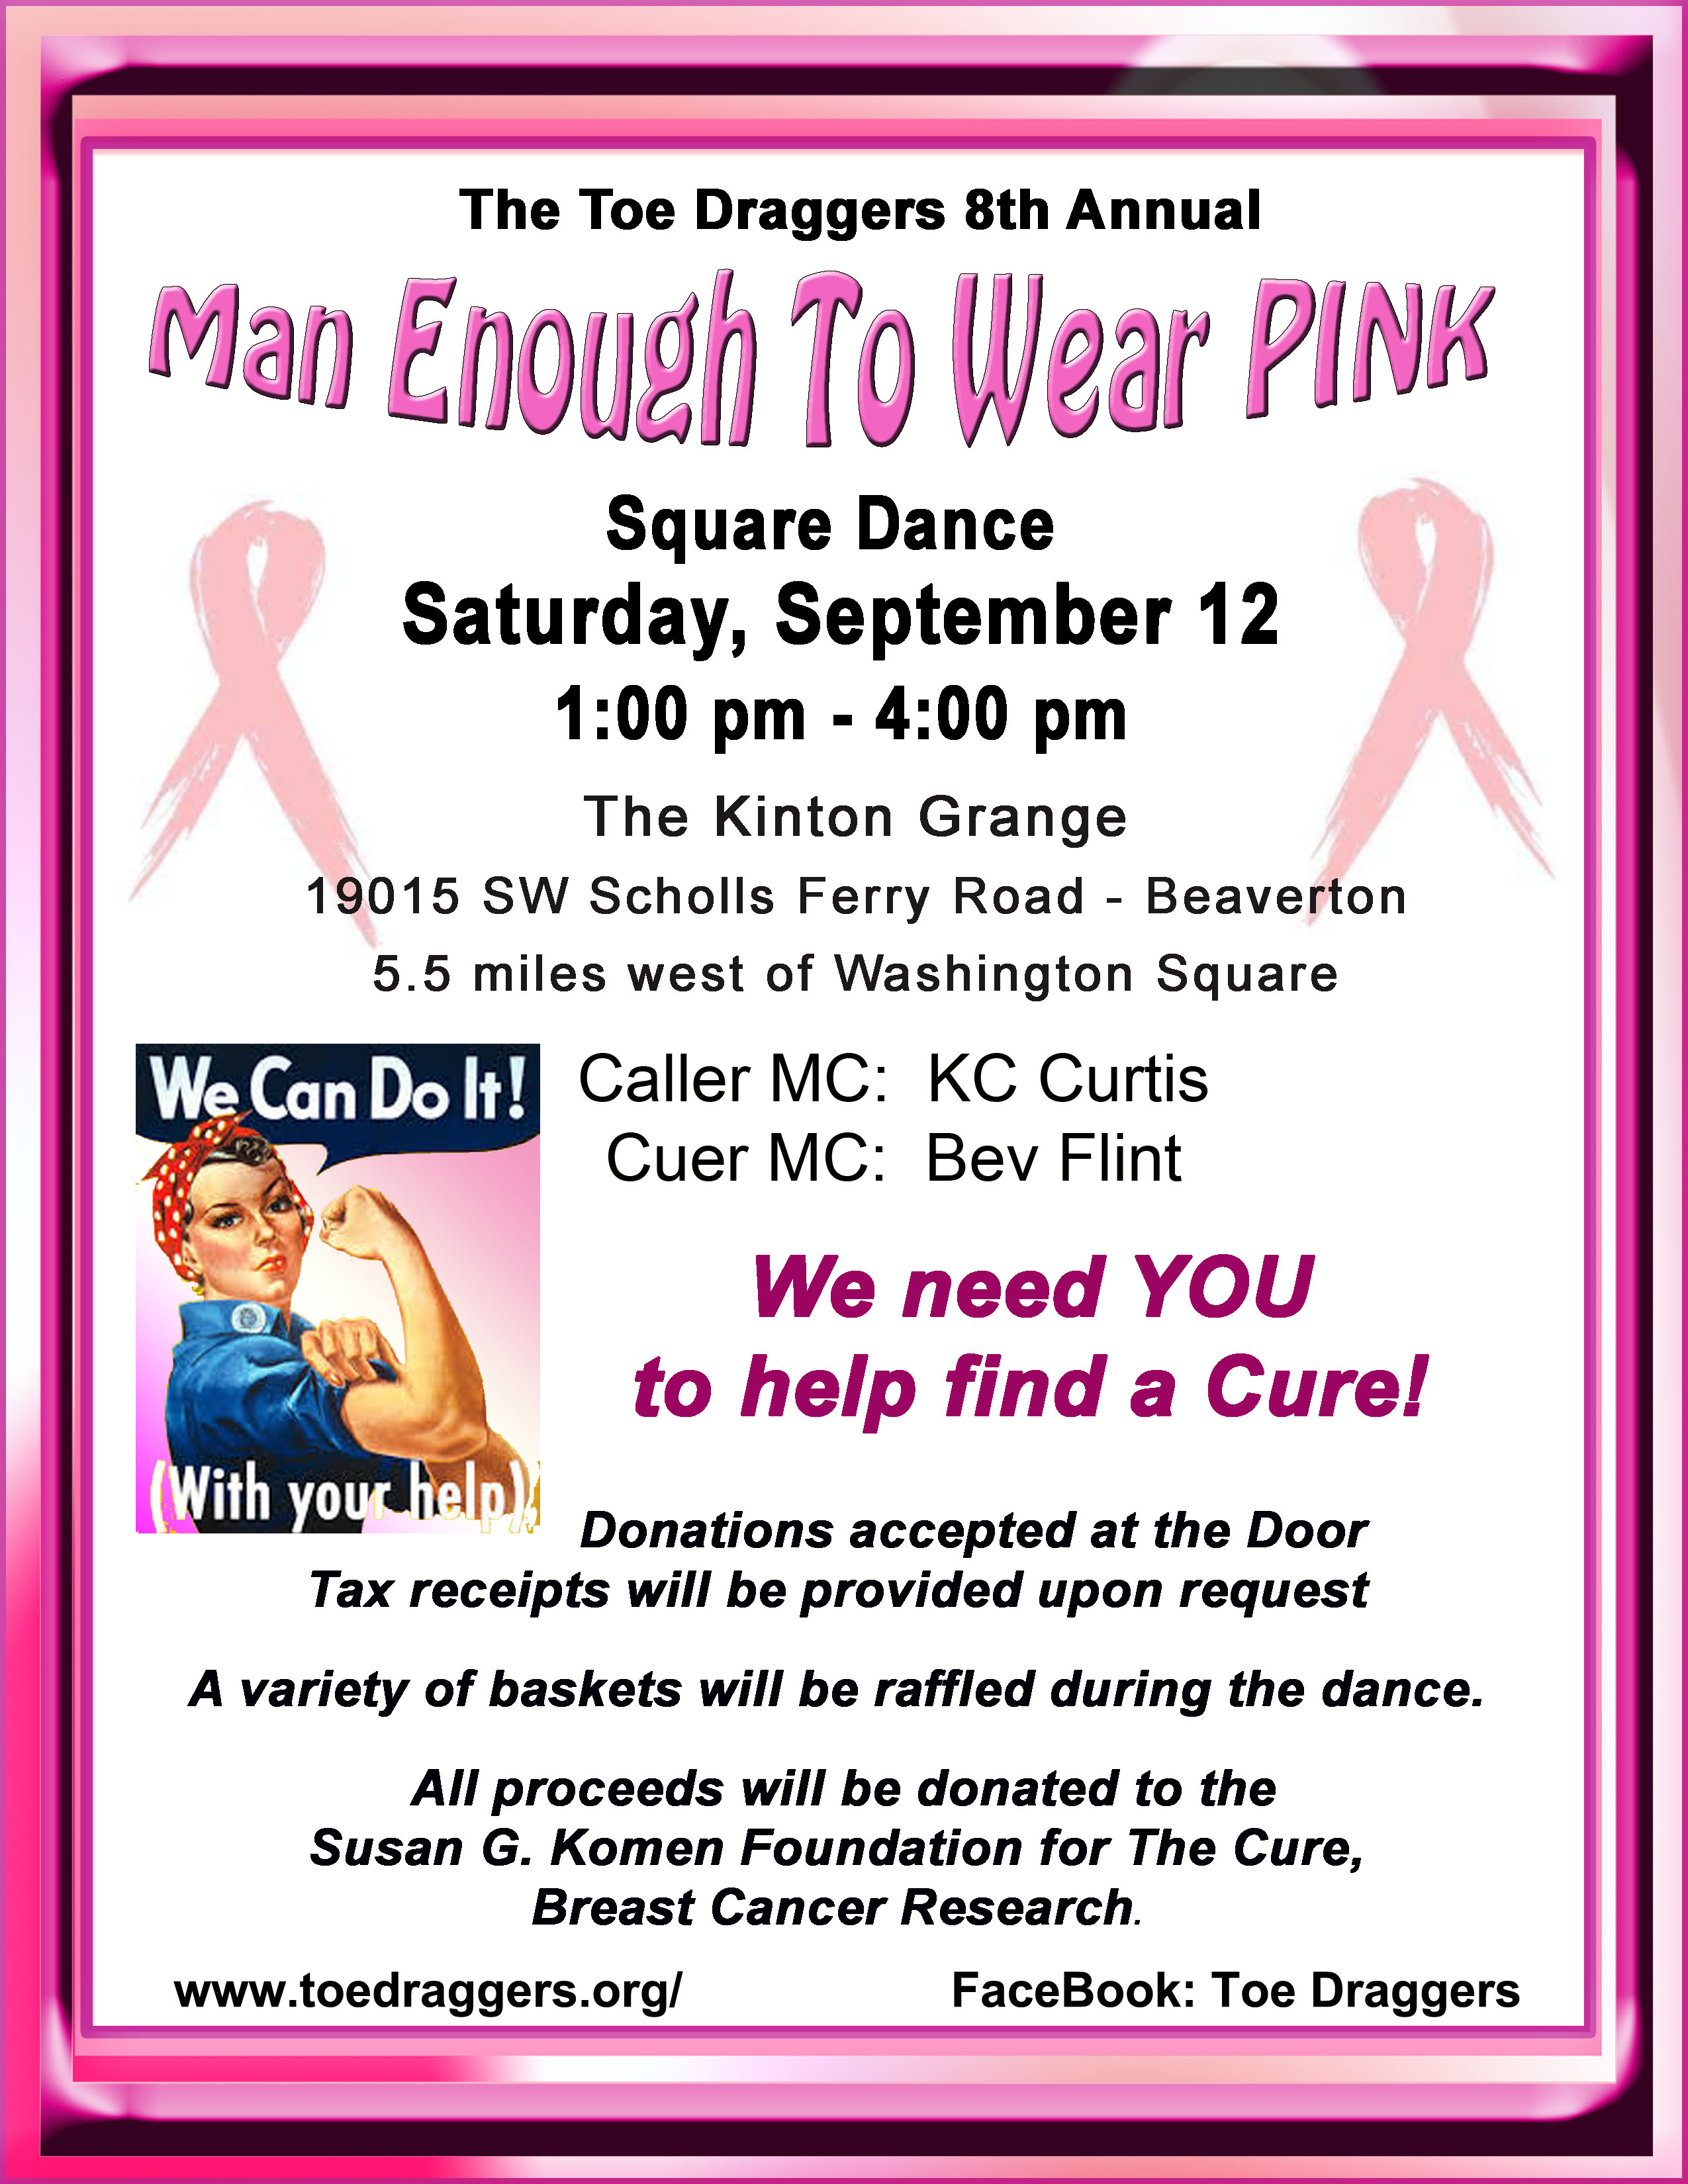 The Toe Draggers 8th Annual
Man Enough To Wear PINK
Square Dance
Saturday, September 12
1:00 pm - 4:00 pm
The Kinton Grange
19015 SW Scholls Ferry Road - Beaverton
5.5 miles west of Washington Square
We Can Do It!
(With your help)
Caller MC: KC Curtis
Cuer MC: Bev Flint
We need YOU
to help find a Cure!
Donations accepted at the Door
Tax receipts will be provided upon request
A variety of baskets will be raffled during the dance.
All proceeds will be donated to the
Susan G. Komen Foundation for The Cure,
Breast Cancer Research.
www.toedraggers.org/
FaceBook: Toe Draggers